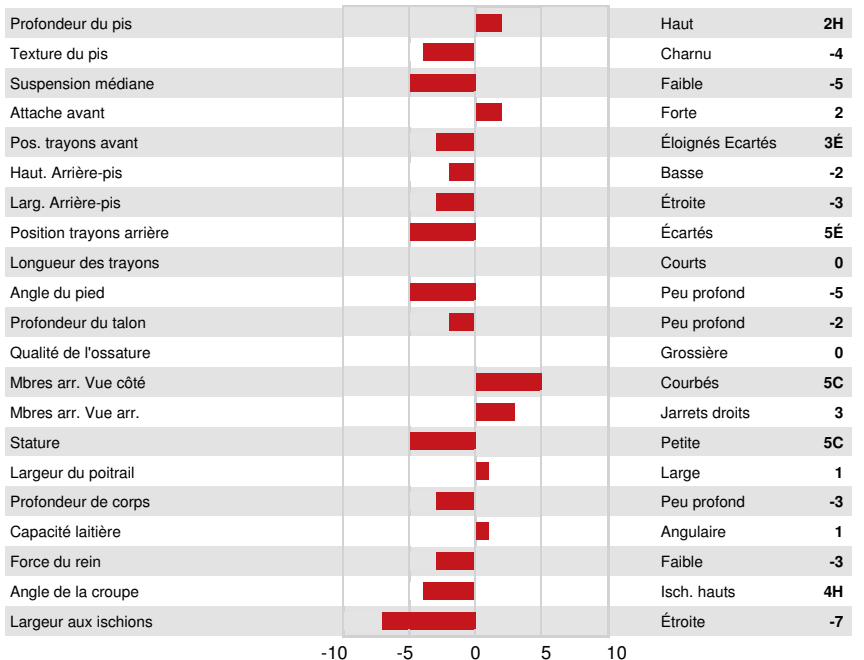 Profondeur du pis Haut 2H
Texture du pis Charnu -4
Suspension médiane Faible -5
Attache avant Forte 2
Pos. trayons avant Éloignés Ecartés 3É
Haut. Arrière-pis Basse -2
Larg. Arrière-pis Étroite -3
Position trayons arrière Écartés 5É
Longueur des trayons Courts 0
Angle du pied Peu profond -5
Profondeur du talon Peu profond -2
Qualité de l'ossature Grossière 0
Mbres arr. Vue côté Courbés 5C
Mbres arr. Vue arr. Jarrets droits 3
Stature Petite 5C
Largeur du poitrail Large 1
Profondeur de corps Peu profond -3
Capacité laitière Angulaire 1
Force du rein Faible -3
Angle de la croupe Isch. hauts 4H
Largeur aux ischions Étroite -7
-10 -5 0 5 10